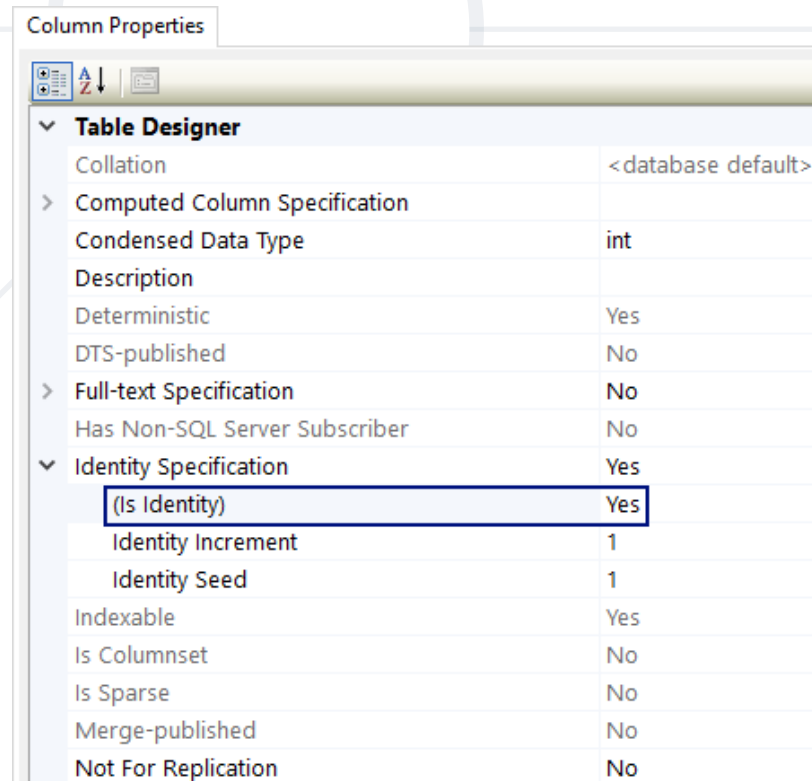 Column Properties
Table Designer
Collation <database default>
Computed Column Specification
Condensed Data Type int
Description
Deterministic Yes
DTS-published No
Full-text Specification No
Has Non-SQL Server Subscriber No
Identity Specification Yes
(Is Identity) Yes
Identity Increment 1
Identity Seed 1
Indexable Yes
Is Columnset No
Is Sparse No
Merge-published No
Not For Replication No